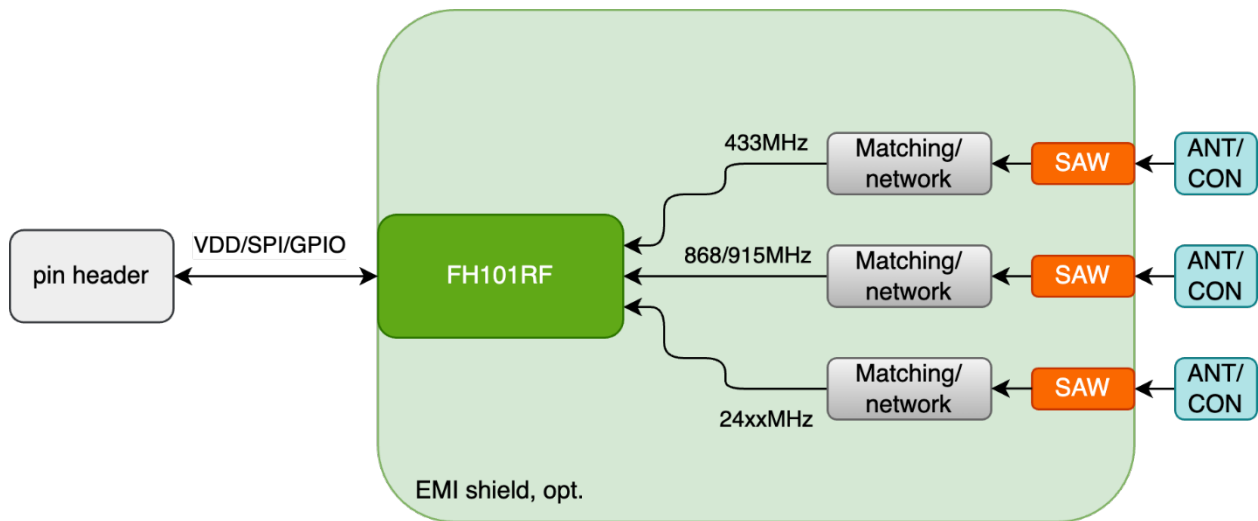 433MHz
Matching/
network
SAW
ANT/
CON
pin header
VDD/SPI/GPIO
FH101RF
868/915MHz
Matching/
network
SAW
ANT/
CON
24xxMHz
Matching/
network
SAW
ANT/
CON
EMI shield, opt.